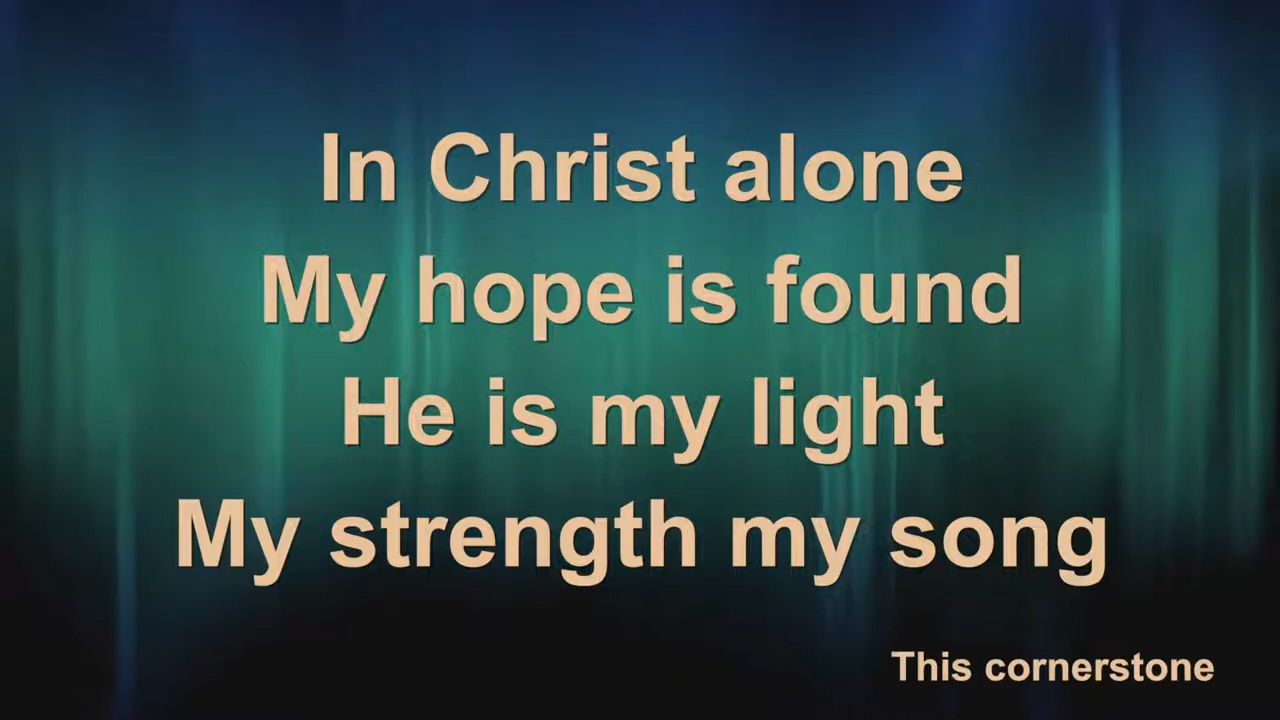 In Christ alone
My hope is found
He is my light
My strength my song
This cornerstone